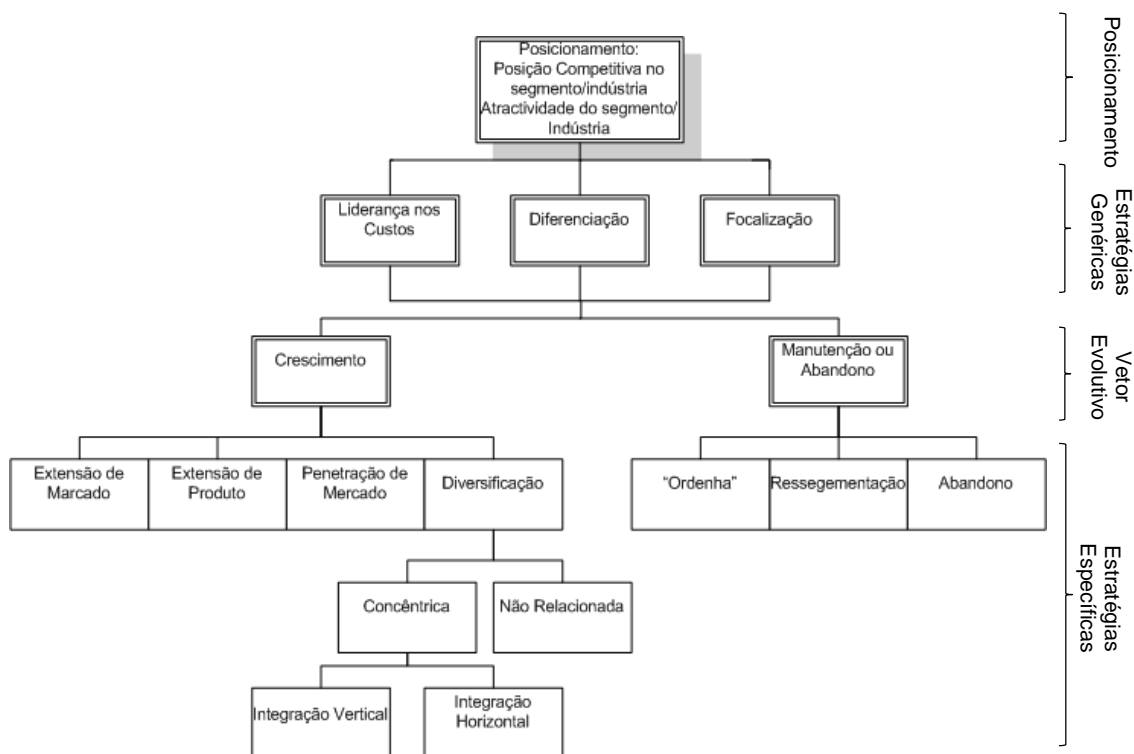 Posicionamento:
Posição Competitiva no
segmento/indústria
Atractividade do segmento/
Indústria
Posicionamento
Liderança nos
Custos
Diferenciação
Focalização
Estratégias
Genéricas
Crescimento
Manutenção ou
Abandono
Vetor
Evolutivo
Extensão de
Marcado
Extensão de
Produto
Penetração de
Mercado
Diversificação
“Ordenha”
Ressegementação
Abandono
Concêntrica
Não Relacionada
Integração Vertical
Integração
Horizontal
Estratégias
Específicas